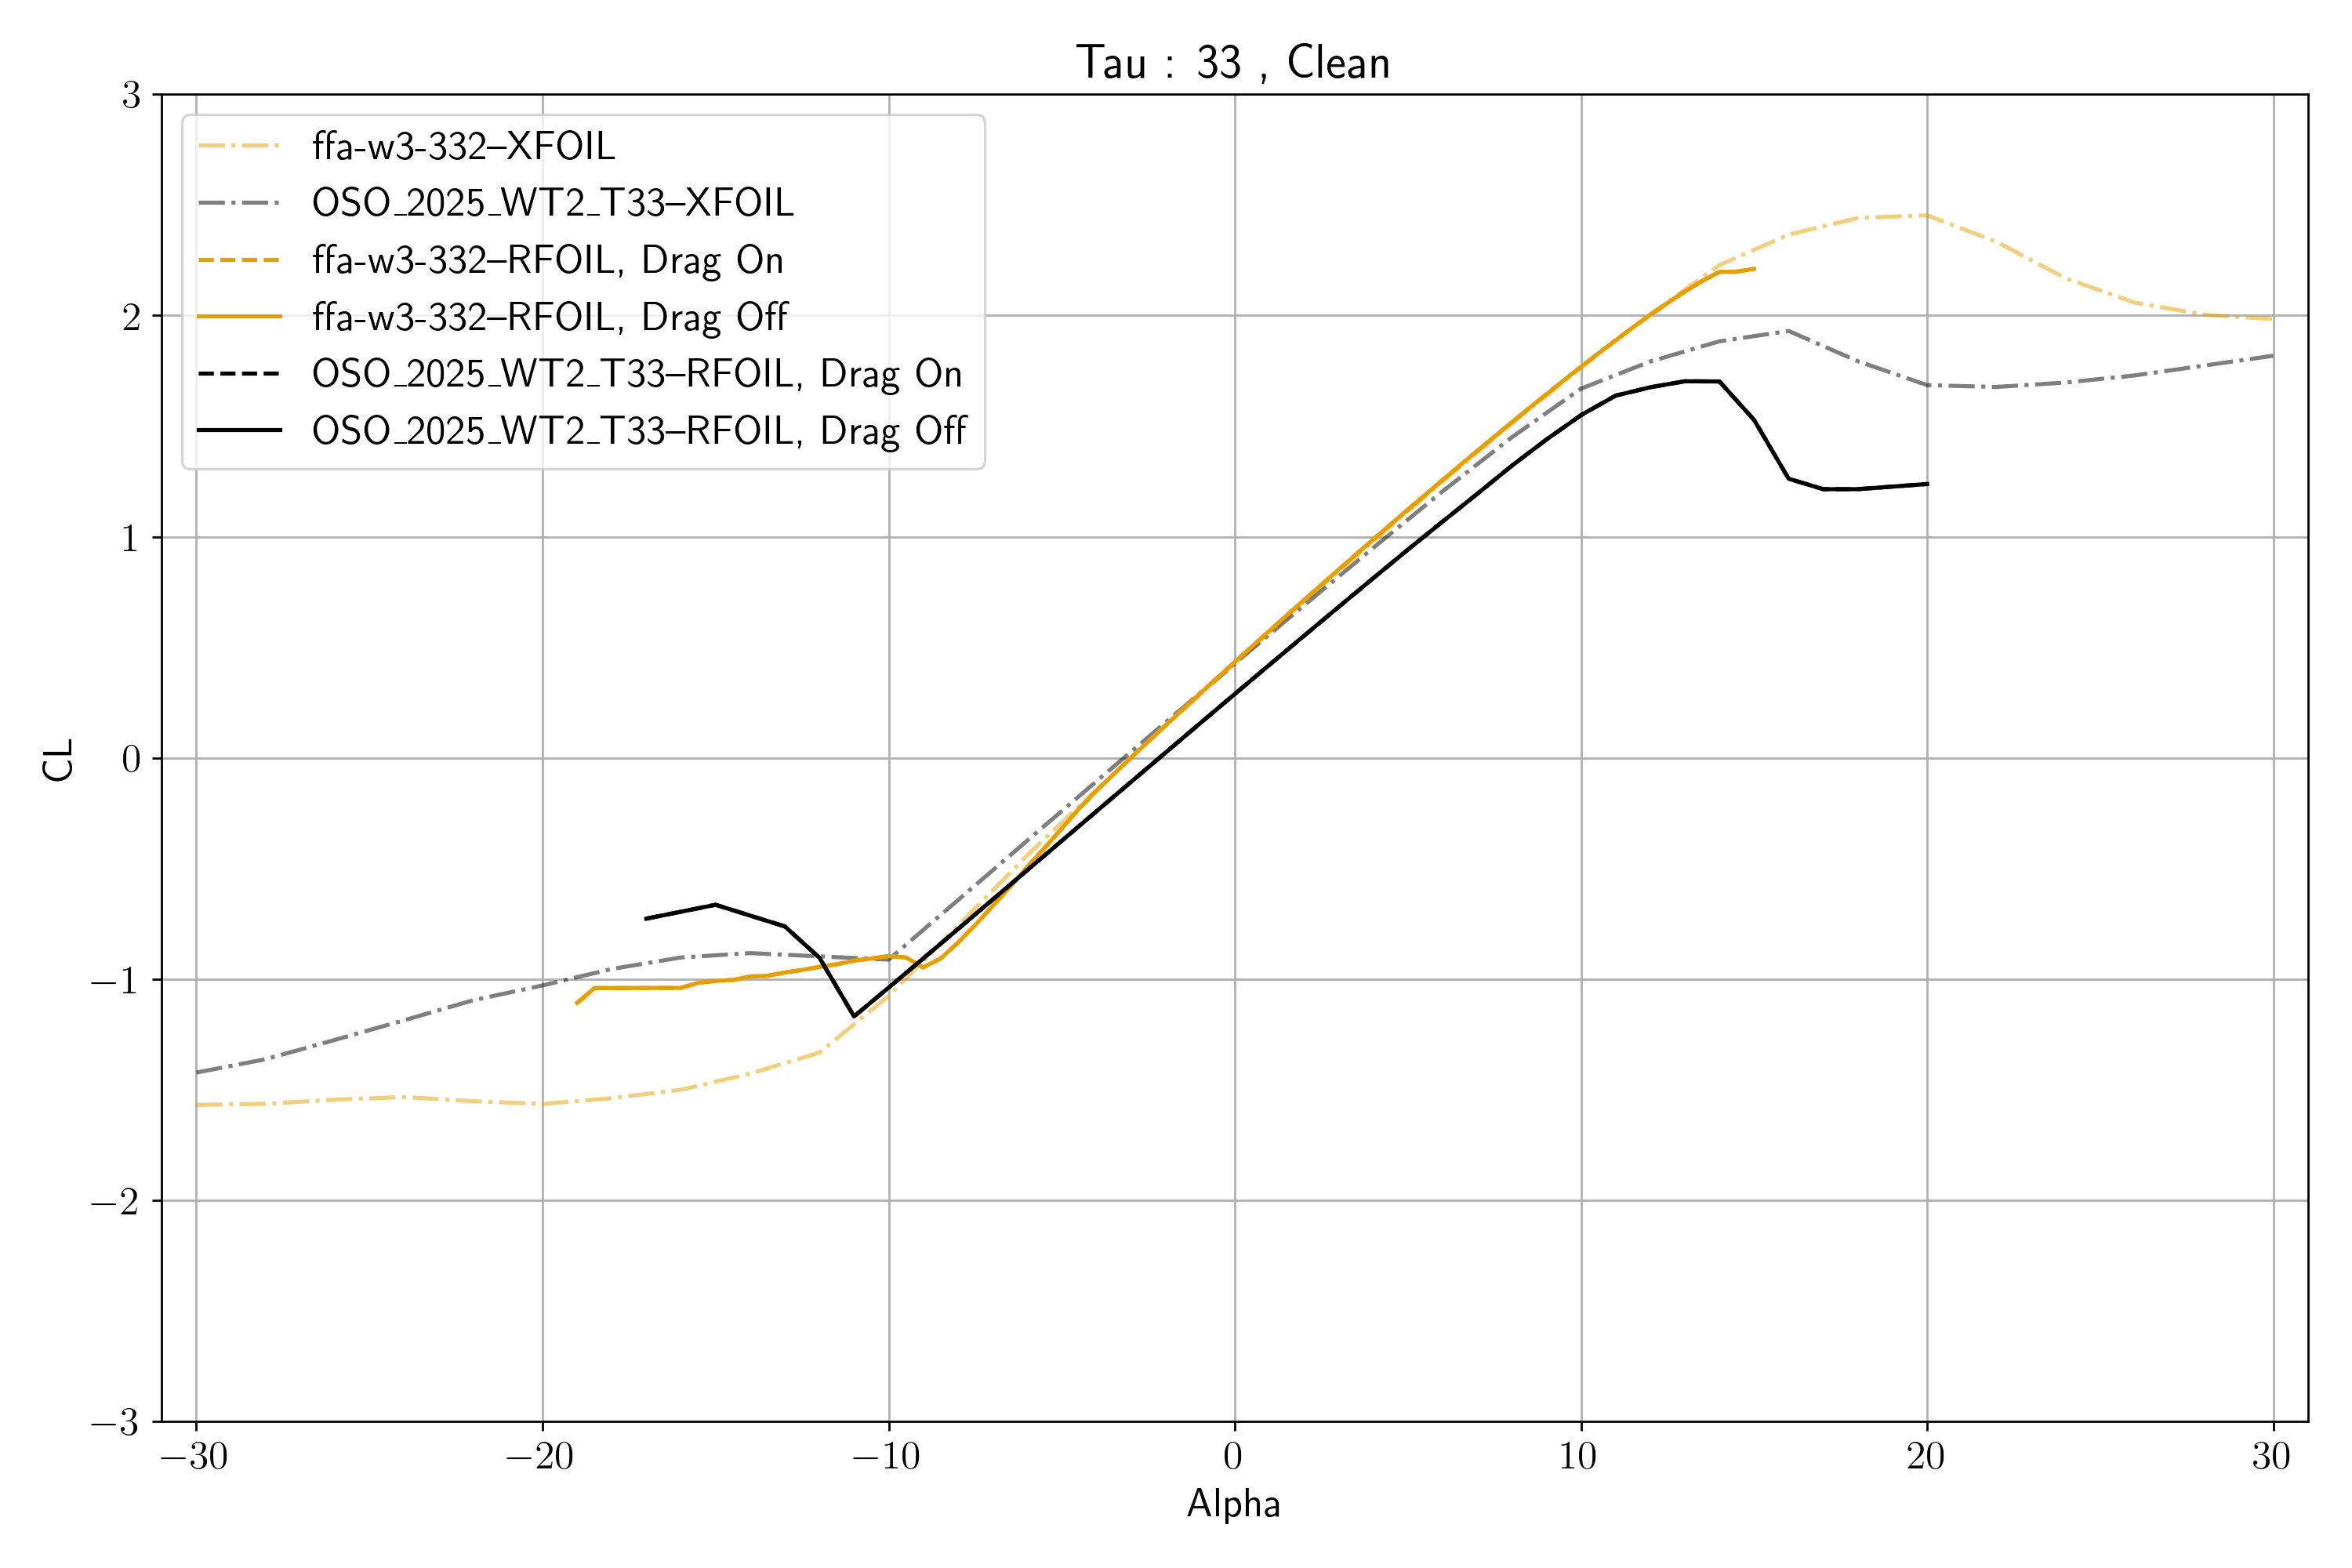 Tau : 33 , Clean
3
2
1
0
−1
−2
−3
CL
ffa-w3-332–XFOIL
OSO_2025_WT2_T33–XFOIL
ffa-w3-332–RFOIL, Drag On
ffa-w3-332–RFOIL, Drag Off
OSO_2025_WT2_T33–RFOIL, Drag On
OSO_2025_WT2_T33–RFOIL, Drag Off
−30 −20 −10 0 10 20 30
Alpha